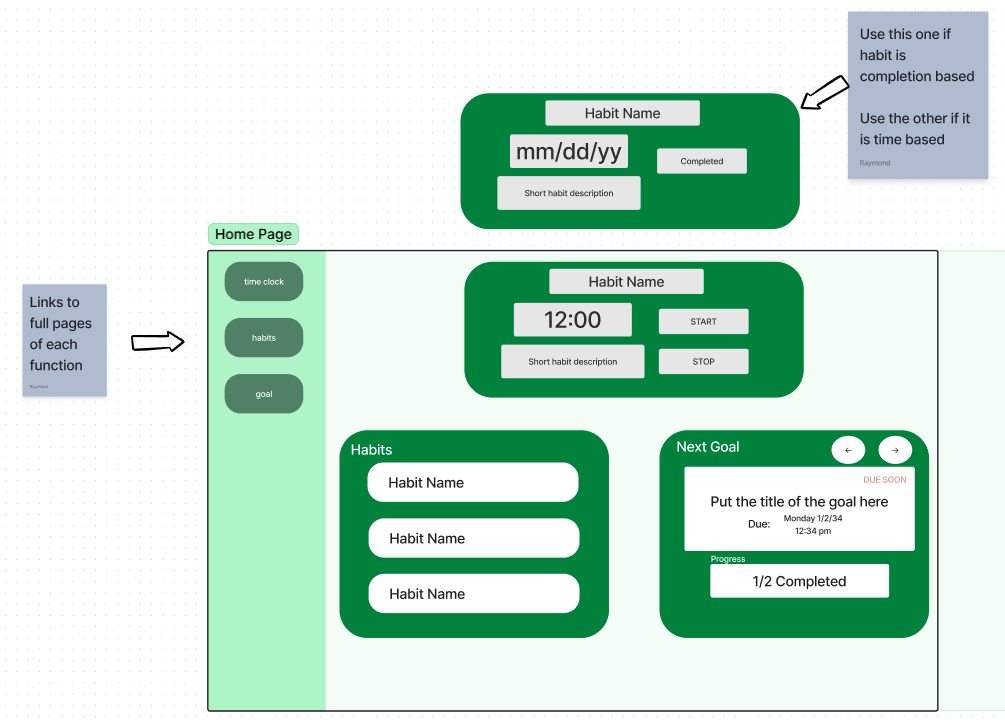 Use this one if
habit is
completion based
Use the other if it
is time based
Raymond
Habit Name
mm/dd/yy
Completed
Short habit description
Home Page
Links to
full pages
of each
function
Raymond
time clock
habits
goal
Habit Name
12:00
START
Short habit description
STOP
Habits
Habit Name
Habit Name
Habit Name
Next Goal
← →
DUE SOON
Put the title of the goal here
Due:
Monday 1/2/34
12:34 pm
Progress
1/2 Completed